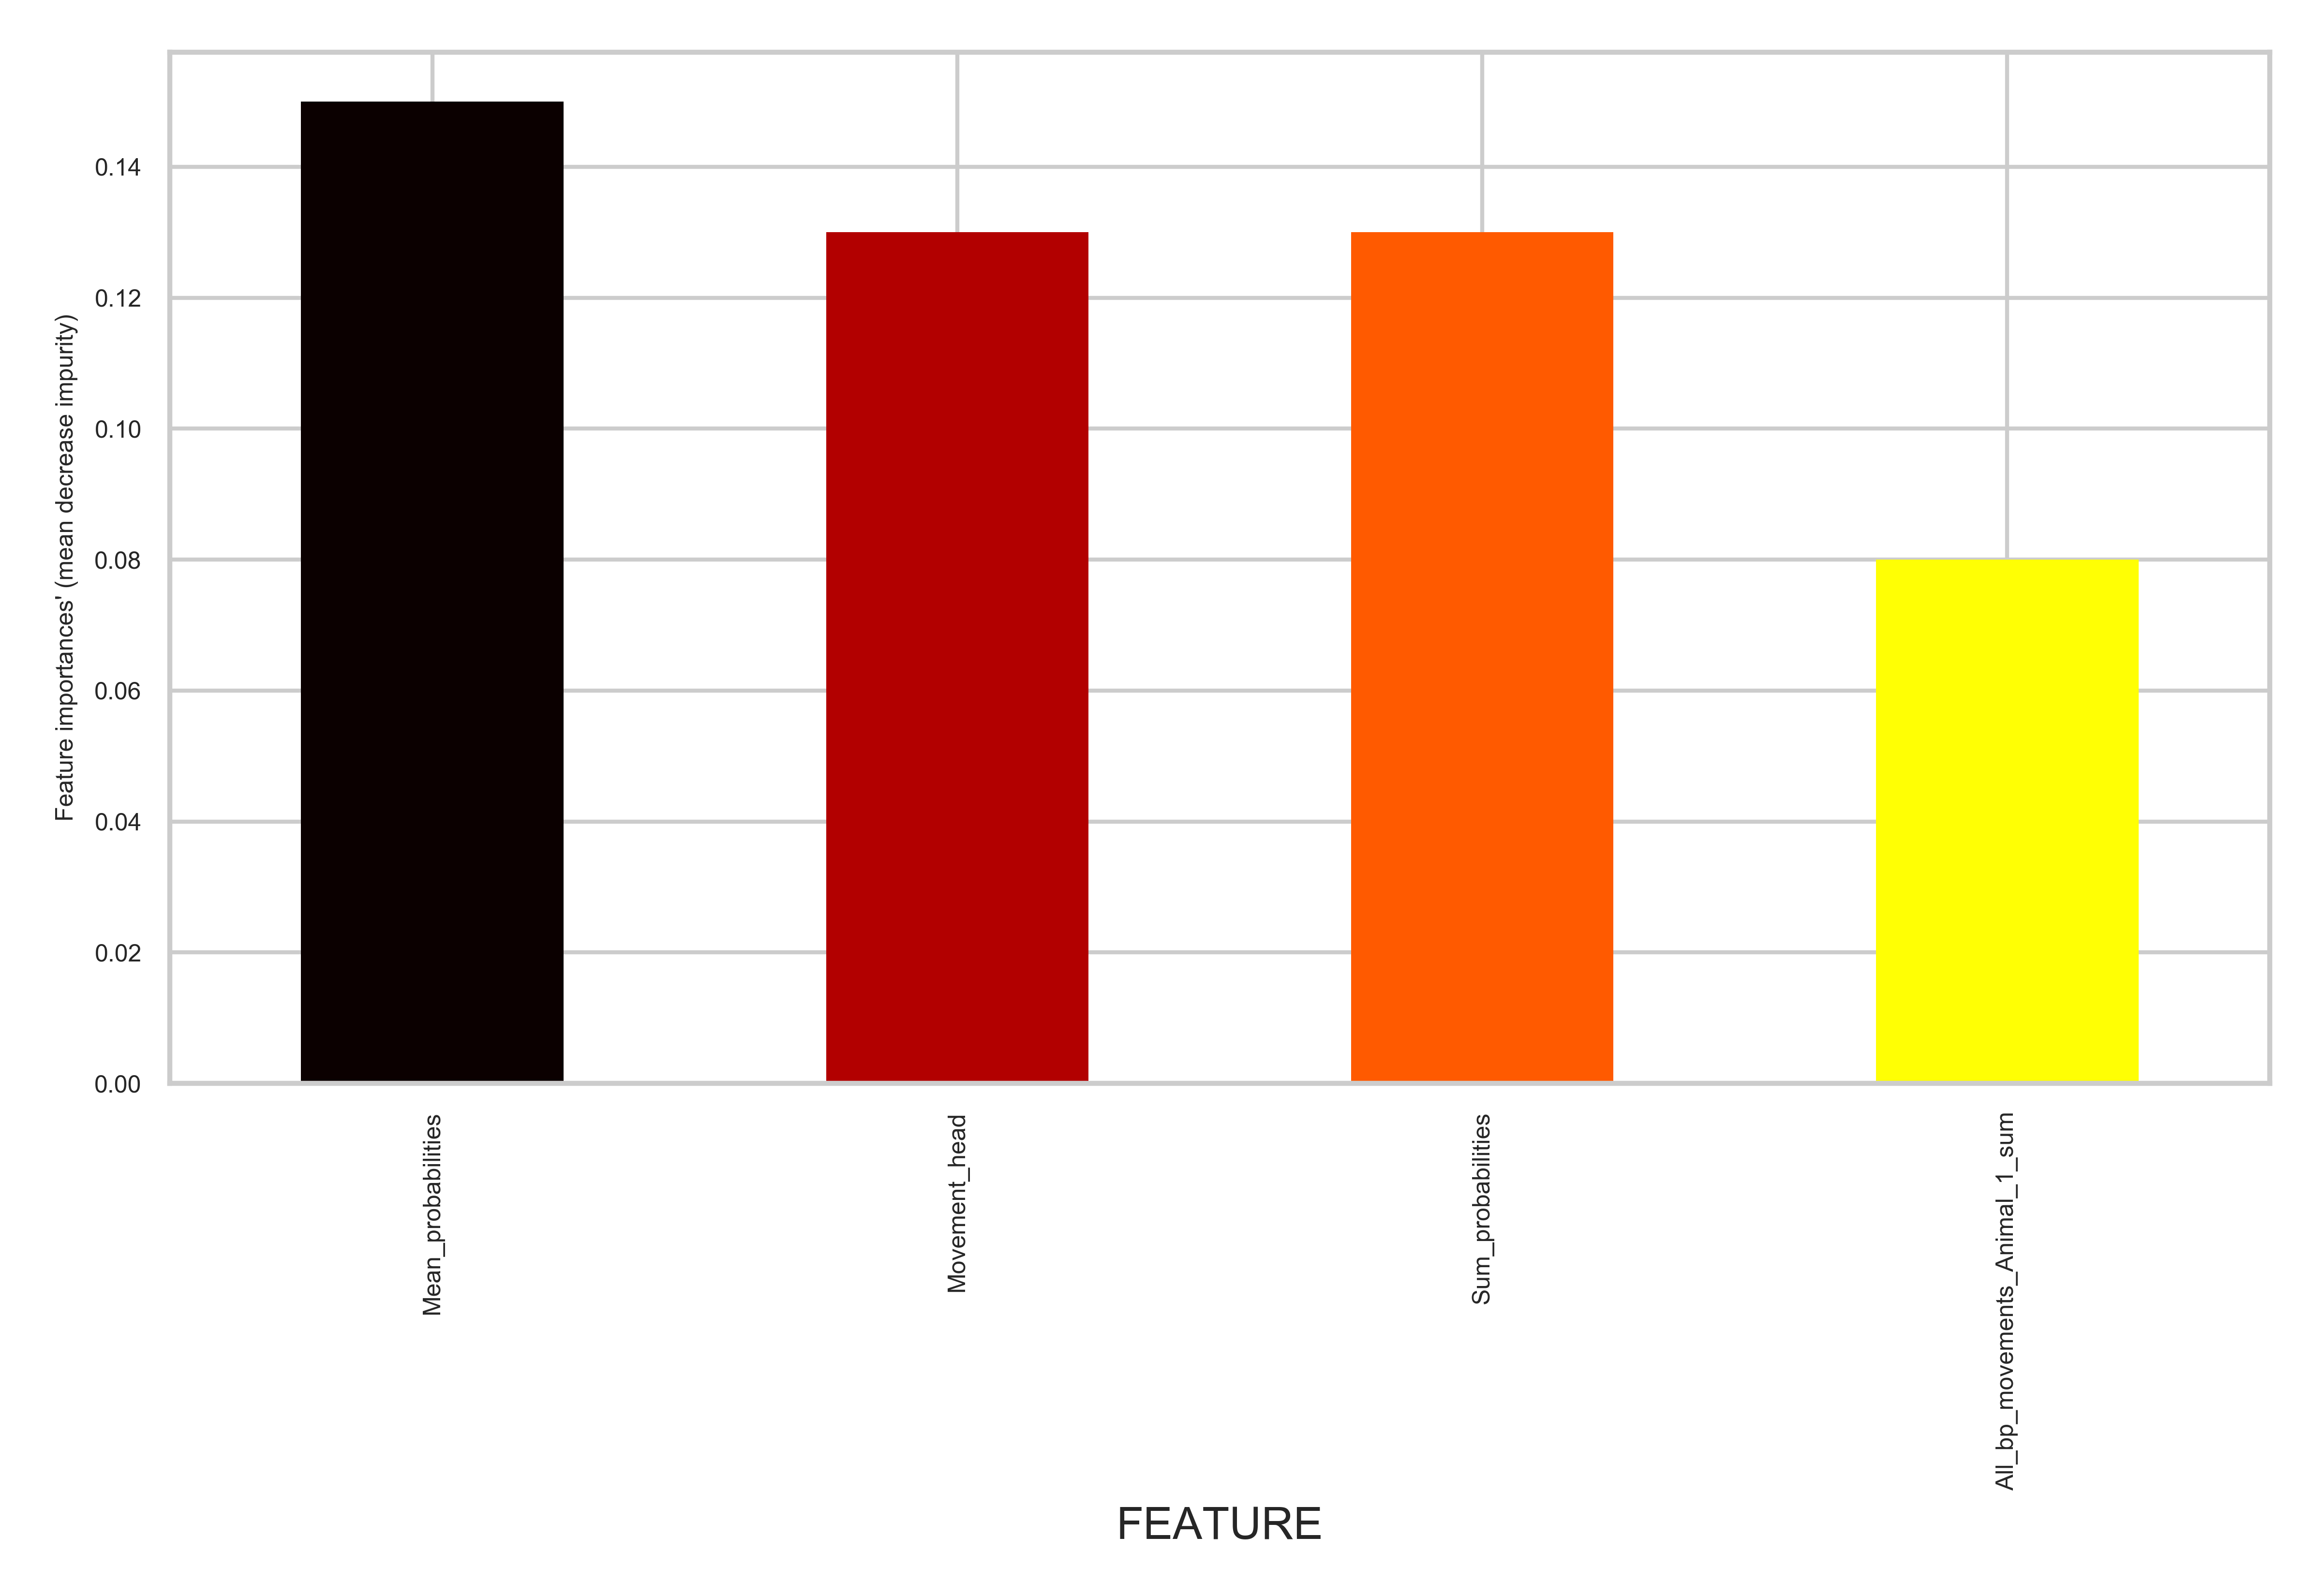 Feature importances' (mean decrease impurity)
0.14
0.12
0.10
0.08
0.06
0.04
0.02
0.00
Mean_probabilities
Movement_head
Sum_probabilities
All_bp_movements_Animal_1_sum
FEATURE